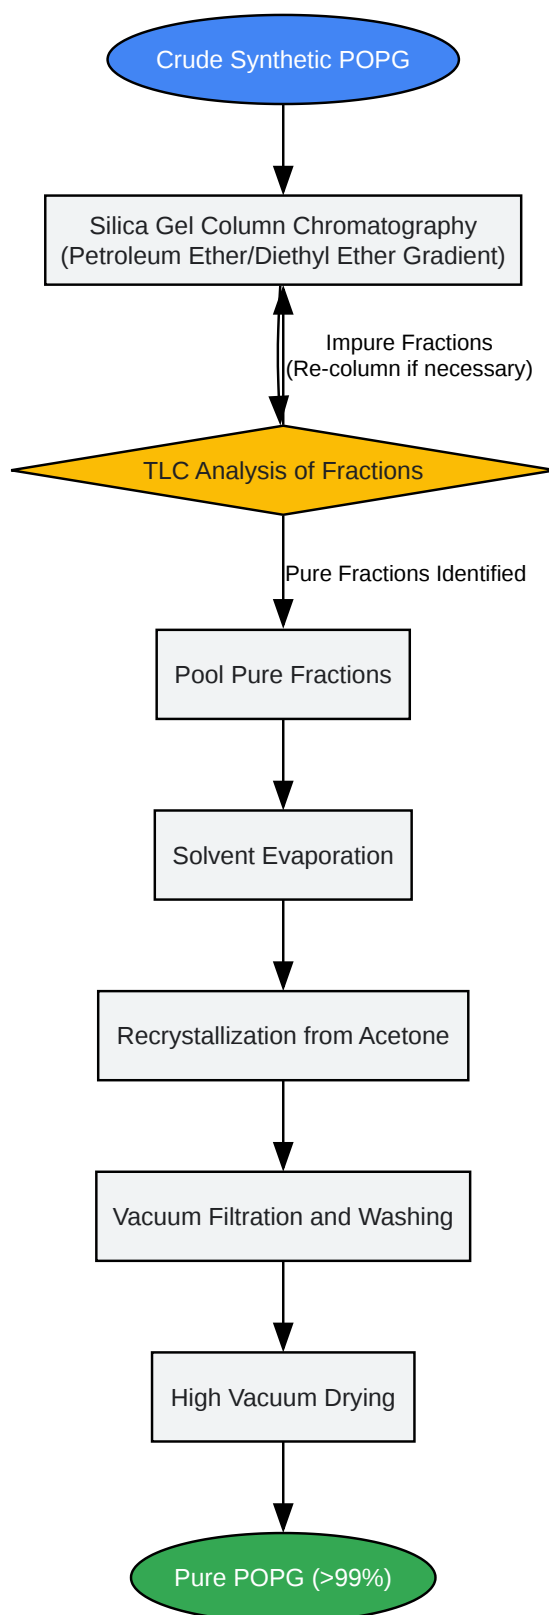 Crude Synthetic POPG
Silica Gel Column Chromatography
(Petroleum Ether/Diethyl Ether Gradient)
Impure Fractions
(Re-column if necessary)
TLC Analysis of Fractions
Pure Fractions Identified
Pool Pure Fractions
Solvent Evaporation
Recrystallization from Acetone
Vacuum Filtration and Washing
High Vacuum Drying
Pure POPG (>99%)